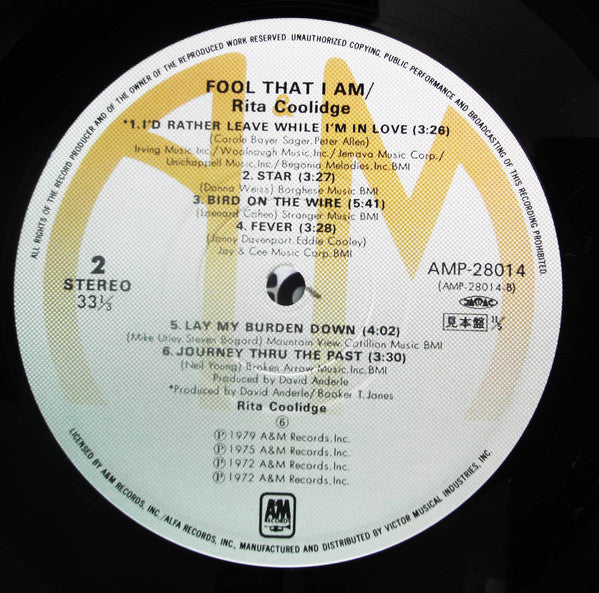 ALL RIGHTS OF THE RECORD PRODUCER AND OF THE OWNER OF THE REPRODUCED WORK RESERVED. UNAUTHORIZED COPYING, PUBLIC PERFORMANCE AND BROADCASTING OF THIS RECORDING PROHIBITED.
FOOL THAT I AM/
Rita Coolidge
*1.I'D RATHER LEAVE WHILE I'M IN LOVE (3:26)
(Carole Bayer Sager, Peter Allen)
Irving Music, Inc./Woolnough Music, Inc./Jemava Music Corp./
Unichappell Music, Inc./Begonia Melodies, Inc. BMI
2. STAR (3:27)
(Donna Weiss) Borghese Music BMI
3. BIRD ON THE WIRE (5:41)
(Leenard Cohen) Stranger Music BMI
4. FEVER (3:28)
(Jonny Davenport, Eddie Cooley)
Jay & Cee Music Corp. BMI
2
STEREO
33 1/3
AMP-28014
(AMP-28014-B)
JASRAC
見本盤
5. LAY MY BURDEN DOWN (4:02)
(Mike Utley, Steven Bogard) Mountain View, Catillion Music BMI
6. JOURNEY THRU THE PAST (3:30)
(Neil Young) Broken Arrow Music, Inc. BMI
Produced by David Anderle
*Produced by David Anderle/Booker T. Jones
Rita Coolidge
⑥
Ⓟ 1979 A&M Records, Inc.
Ⓟ 1975 A&M Records, Inc.
Ⓟ 1972 A&M Records, Inc.
Ⓟ 1972 A&M Records, Inc.
A&M
RECORDS
LICENSED BY A&M RECORDS, INC./ALFA RECORDS, INC., MANUFACTURED AND DISTRIBUTED BY VICTOR MUSICAL INDUSTRIES, INC.